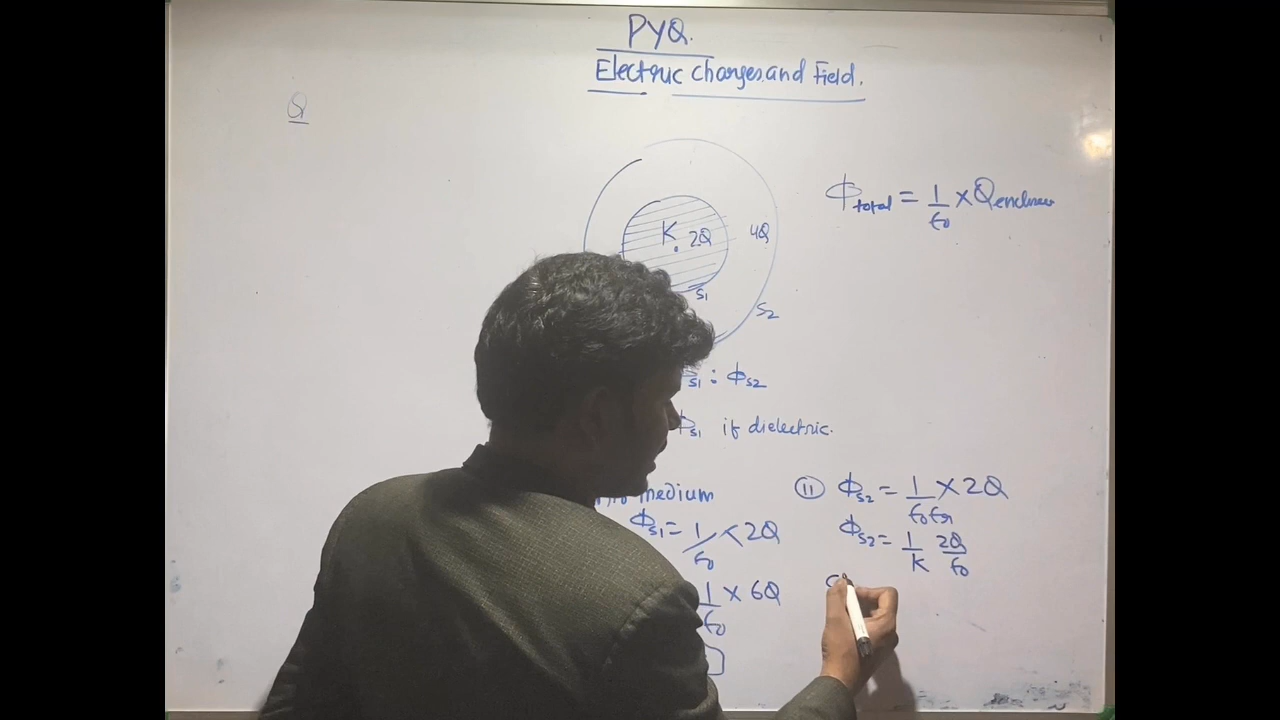 PYQ.
Electric Charges and Field.
Q
Φtotal = 1/ε0 × Qenclosed
K 2Q
4Q
S1
S2
S1 : ΦS2
ΦS1 if dielectric.
medium
ΦS1 = 1/ε0 × 2Q
1/ε0 × 6Q
(ii) ΦS2 = 1/ε0εr × 2Q
ΦS2 = 1/K 2Q/ε0